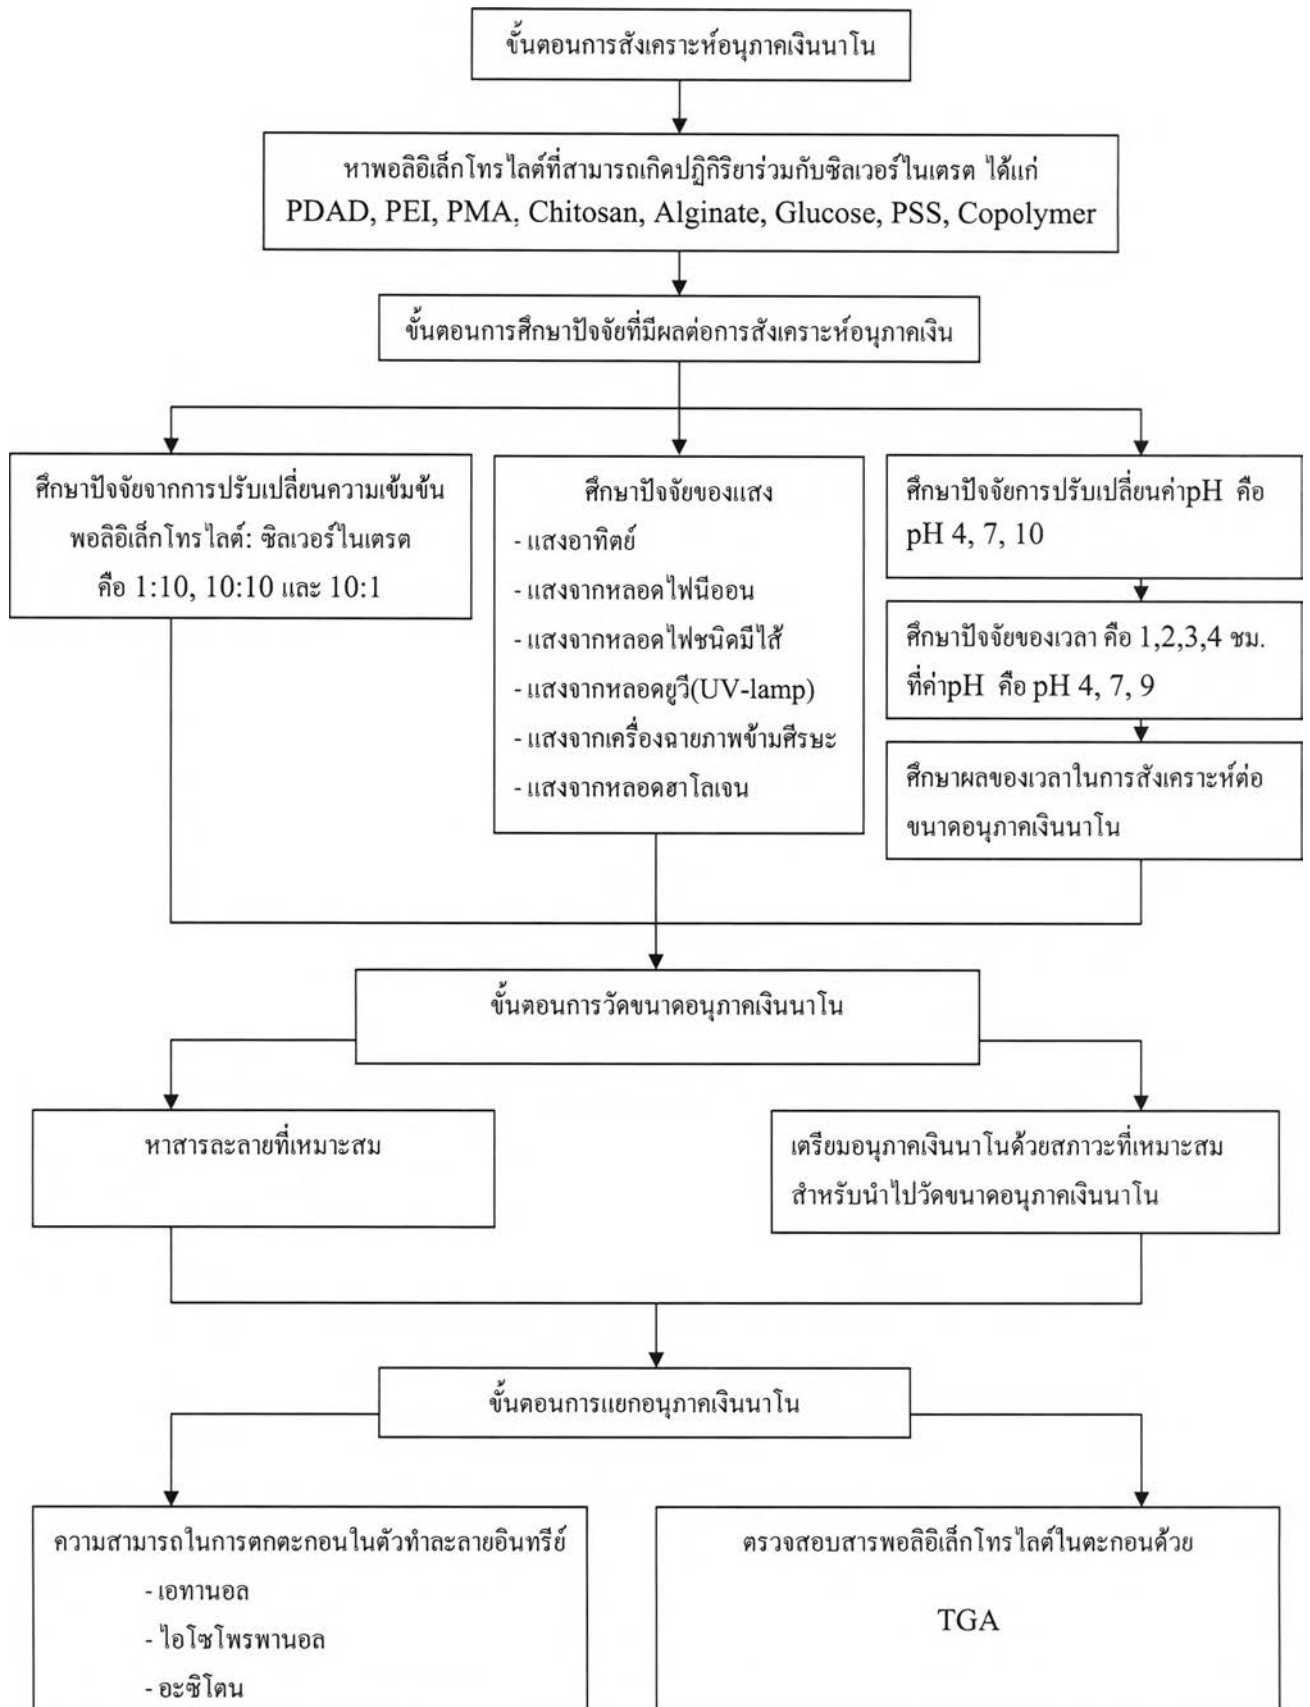 ขั้นตอนการสังเคราะห์อนุภาคเงินนาโน
หาพอลิอิเล็กโทรไลต์ที่สามารถเกิดปฏิกิริยาร่วมกับซิลเวอร์ไนเตรต ได้แก่
PDAD, PEI, PMA, Chitosan, Alginate, Glucose, PSS, Copolymer
ขั้นตอนการศึกษาปัจจัยที่มีผลต่อการสังเคราะห์อนุภาคเงิน
ศึกษาปัจจัยจากการปรับเปลี่ยนความเข้มข้น
พอลิอิเล็กโทรไลต์: ซิลเวอร์ไนเตรต
คือ 1:10, 10:10 และ 10:1
ศึกษาปัจจัยของแสง
- แสงอาทิตย์
- แสงจากหลอดไฟนีออน
- แสงจากหลอดไฟชนิดมีไส้
- แสงจากหลอดยูวี(UV-lamp)
- แสงจากเครื่องฉายภาพข้ามศีรษะ
- แสงจากหลอดฮาโลเจน
ศึกษาปัจจัยการปรับเปลี่ยนค่าpH คือ
pH 4, 7, 10
ศึกษาปัจจัยของเวลา คือ 1,2,3,4 ชม.
ที่ค่าpH คือ pH 4, 7, 9
ศึกษาผลของเวลาในการสังเคราะห์ต่อ
ขนาดอนุภาคเงินนาโน
ขั้นตอนการวัดขนาดอนุภาคเงินนาโน
หาสารละลายที่เหมาะสม
เตรียมอนุภาคเงินนาโนด้วยสภาวะที่เหมาะสม
สำหรับนำไปวัดขนาดอนุภาคเงินนาโน
ขั้นตอนการแยกอนุภาคเงินนาโน
ความสามารถในการตกตะกอนในตัวทำละลายอินทรีย์
- เอทานอล
- ไอโซโพรพานอล
- อะซิโตน
ตรวจสอบสารพอลิอิเล็กโทรไลต์ในตะกอนด้วย
TGA